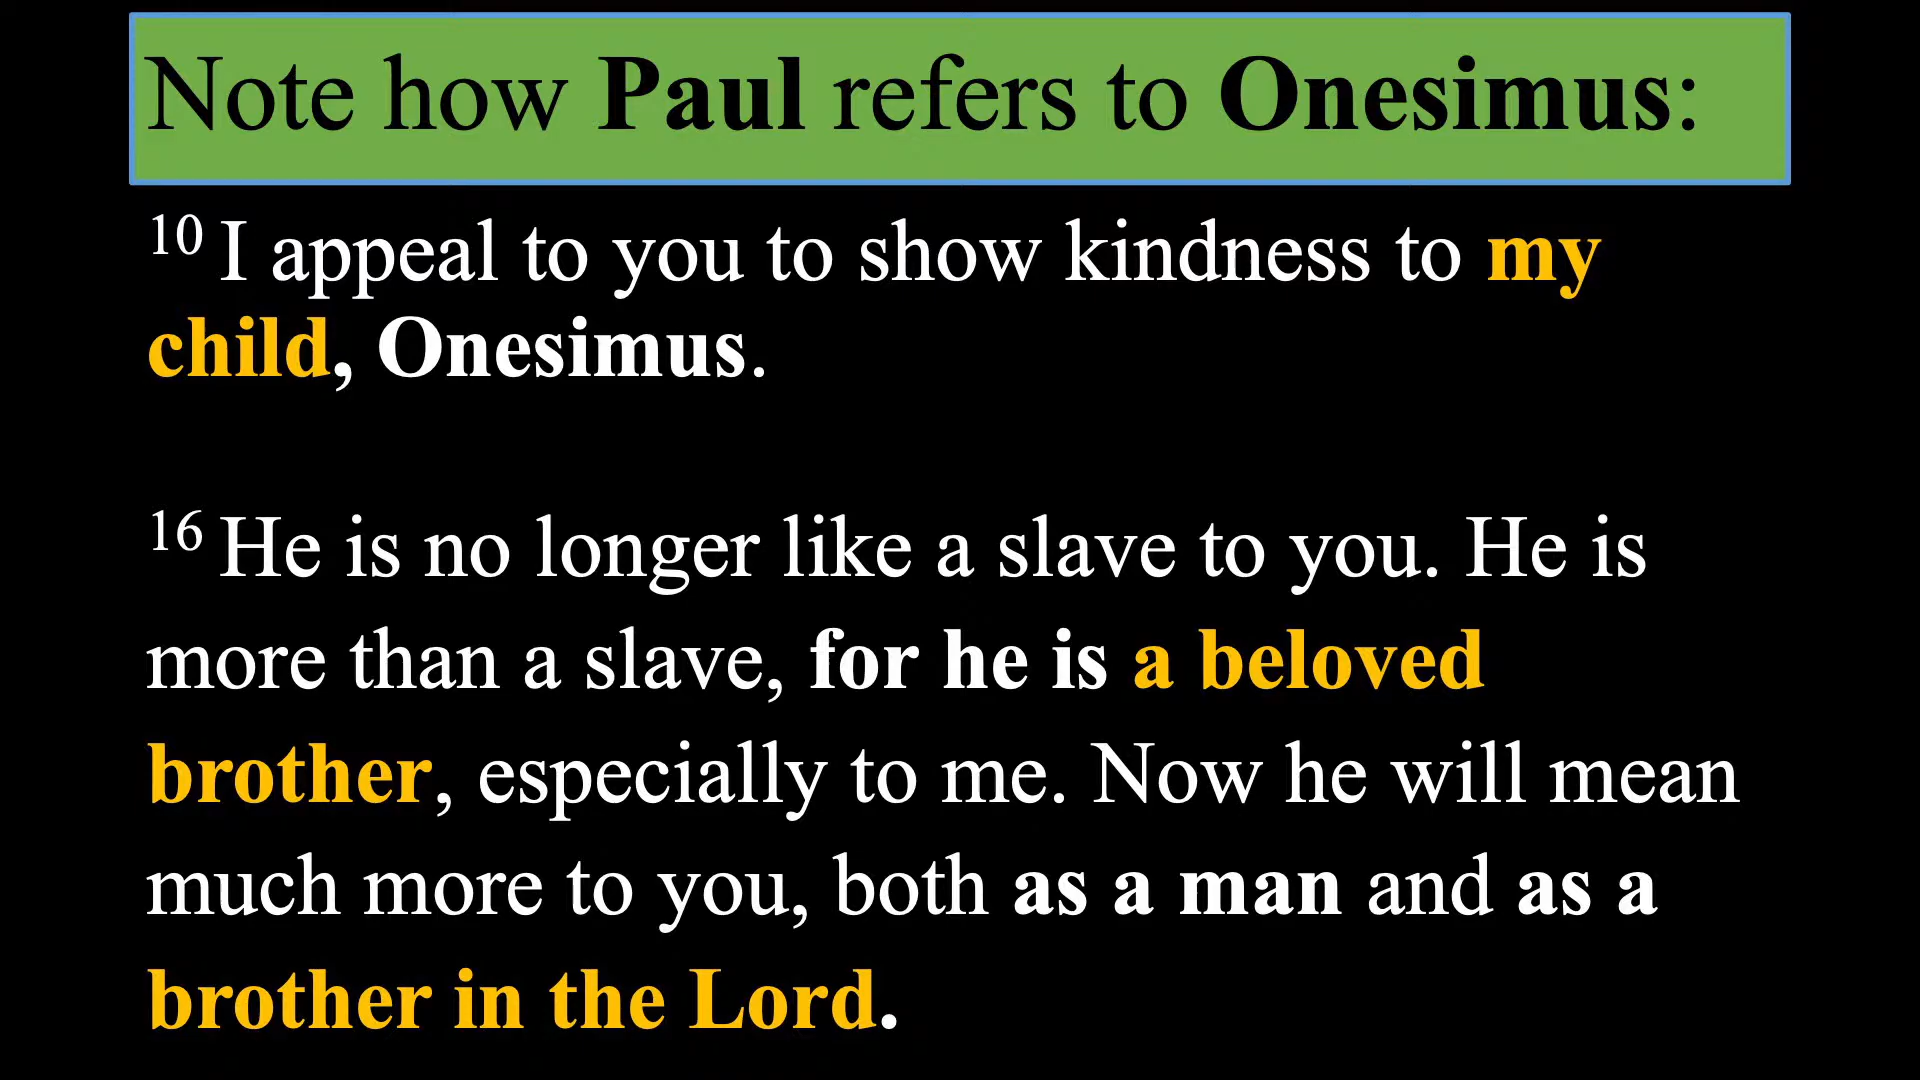 Note how Paul refers to Onesimus:
10 I appeal to you to show kindness to my
child, Onesimus.
16 He is no longer like a slave to you. He is
more than a slave, for he is a beloved
brother, especially to me. Now he will mean
much more to you, both as a man and as a
brother in the Lord.